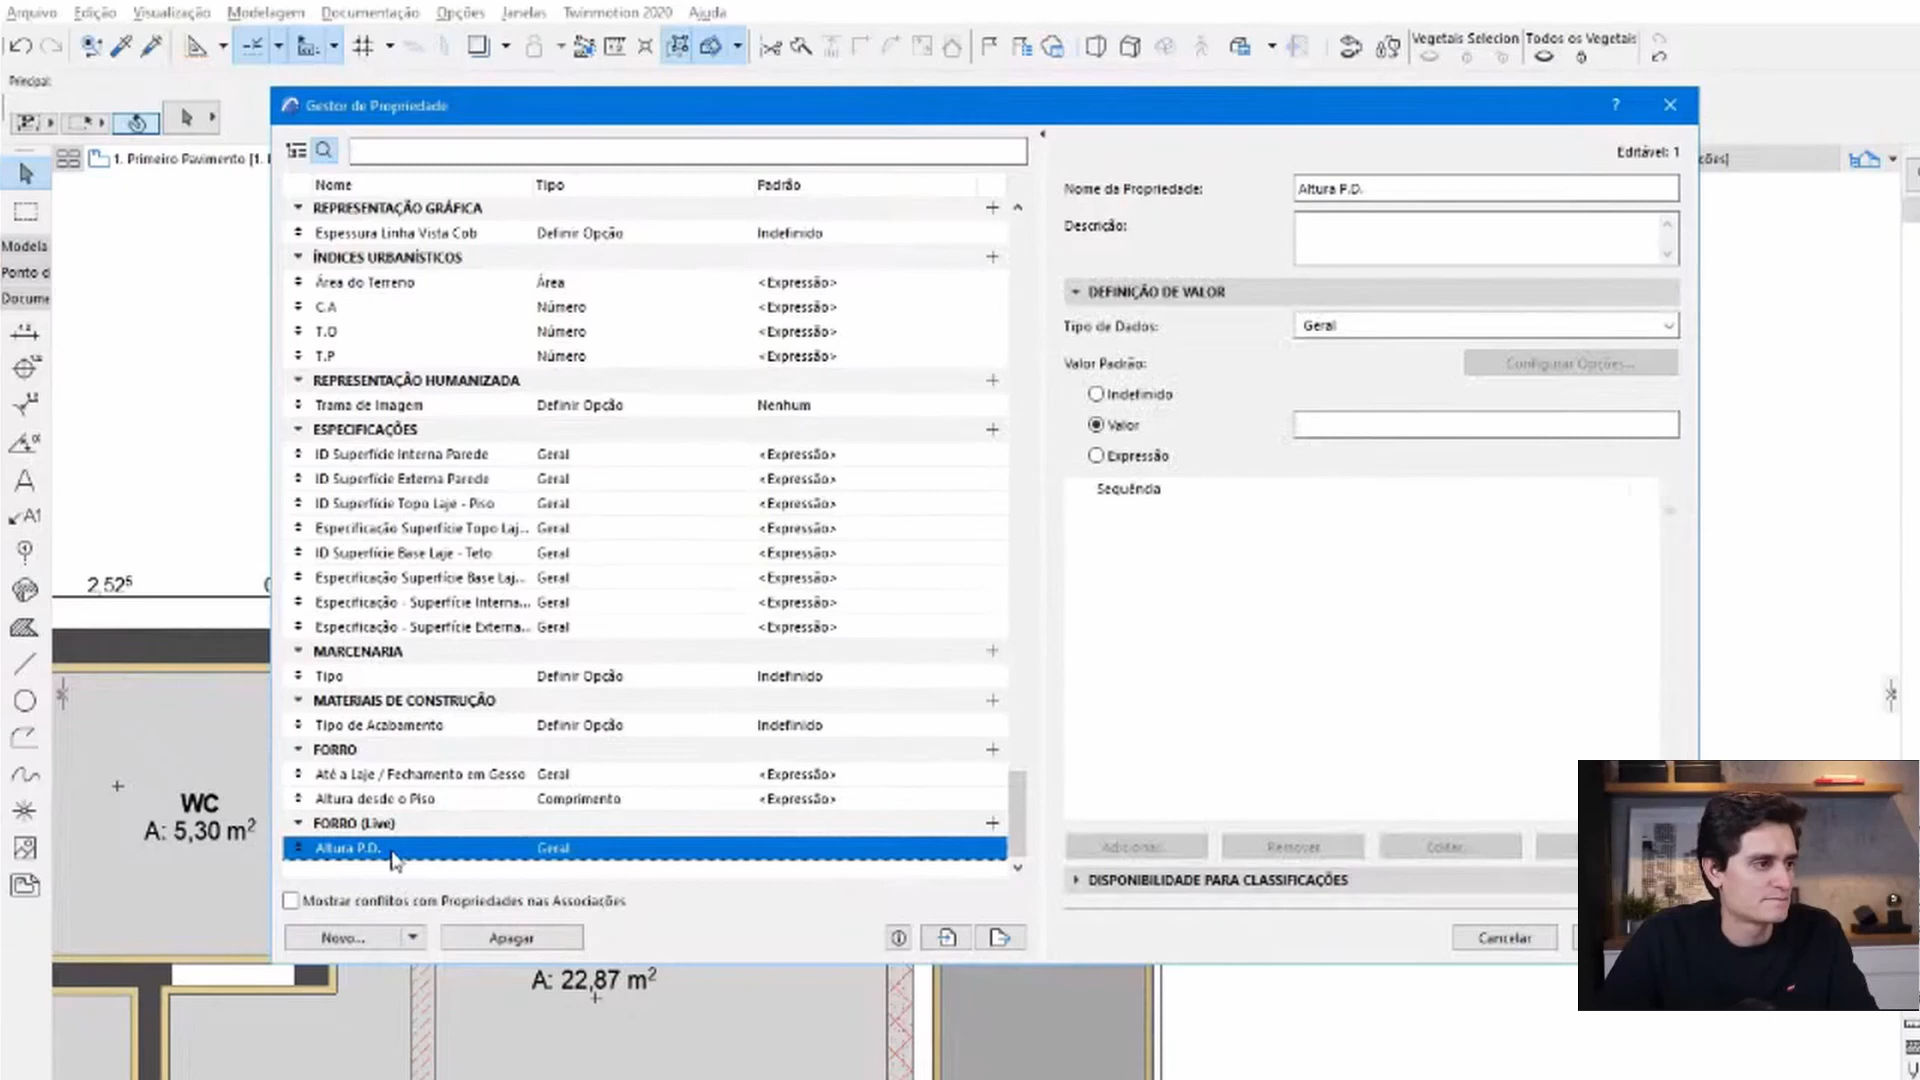 Arquivo Edição Visualização Modelagem Documentação Opções Janelas Twinmotion 2020 Ajuda
Vegetais Selecion Todos os Vegetais
Principal:
Gestor de Propriedade
? ×
1. Primeiro Pavimento [1.
ções]
Editável: 1
Nome Tipo Padrão
REPRESENTAÇÃO GRÁFICA
Espessura Linha Vista Cob Definir Opção Indefinido
ÍNDICES URBANÍSTICOS
Área do Terreno Área <Expressão>
C.A Número <Expressão>
T.O Número <Expressão>
T.P Número <Expressão>
REPRESENTAÇÃO HUMANIZADA
Trama de Imagem Definir Opção Nenhum
ESPECIFICAÇÕES
ID Superfície Interna Parede Geral <Expressão>
ID Superfície Externa Parede Geral <Expressão>
ID Superfície Topo Laje - Piso Geral <Expressão>
Especificação Superfície Topo Laj... Geral <Expressão>
ID Superfície Base Laje - Teto Geral <Expressão>
Especificação Superfície Base Laj... Geral <Expressão>
Especificação - Superfície Interna... Geral <Expressão>
Especificação - Superfície Externa... Geral <Expressão>
MARCENARIA
Tipo Definir Opção Indefinido
MATERIAIS DE CONSTRUÇÃO
Tipo de Acabamento Definir Opção Indefinido
FORRO
Até a Laje / Fechamento em Gesso Geral <Expressão>
Altura desde o Piso Comprimento <Expressão>
FORRO (Live)
Altura P.D. Geral
Mostrar conflitos com Propriedades nas Associações
Novo... Apagar
Nome da Propriedade: Altura P.D.
Descrição:
DEFINIÇÃO DE VALOR
Tipo de Dados: Geral
Valor Padrão: Configurar Opções...
Indefinido
Valor
Expressão
Sequência
Adicionar... Remover Editar...
DISPONIBILIDADE PARA CLASSIFICAÇÕES
Cancelar
Modela
Ponto d
Docume
A
A1
2,52⁵
WC
A: 5,30 m²
A: 22,87 m²